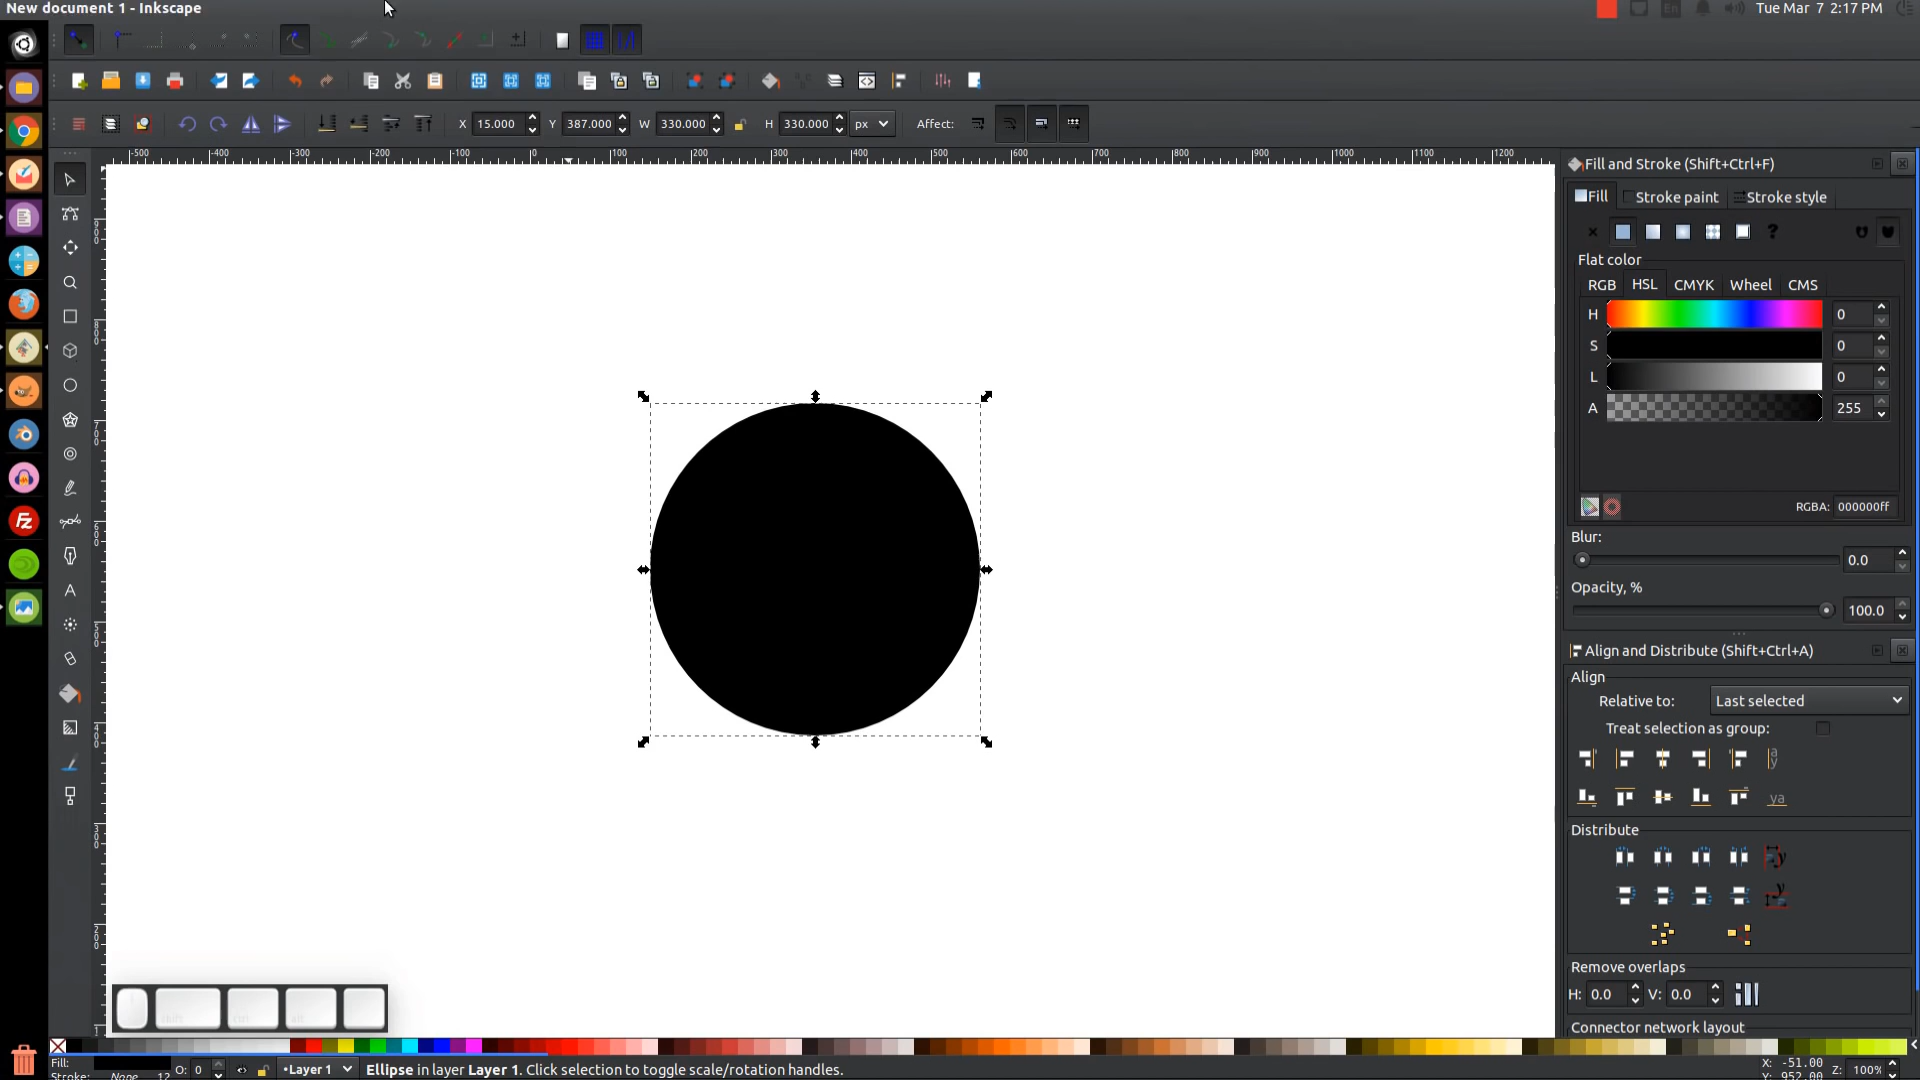 New document 1 - Inkscape
En
Tue Mar 7 2:17 PM
X 15.000 Y 387.000 W 330.000 H 330.000 px Affect:
-500 -400 -300 -200 -100 0 100 200 300 400 500 600 700 800 900 1000 1100 1200
Fill and Stroke (Shift+Ctrl+F)
Fill Stroke paint Stroke style
?
Flat color
RGB HSL CMYK Wheel CMS
H 0
S 0
L 0
A 255
RGBA: 000000ff
Blur:
0.0
Opacity, %
100.0
Align and Distribute (Shift+Ctrl+A)
Align
Relative to: Last selected
Treat selection as group:
Distribute
Remove overlaps
H: 0.0 V: 0.0
Connector network layout
Fill:
Stroke: None 12 O: 0 •Layer 1 Ellipse in layer Layer 1. Click selection to toggle scale/rotation handles.
X: -51.00
Y: 952.00 Z: 100%